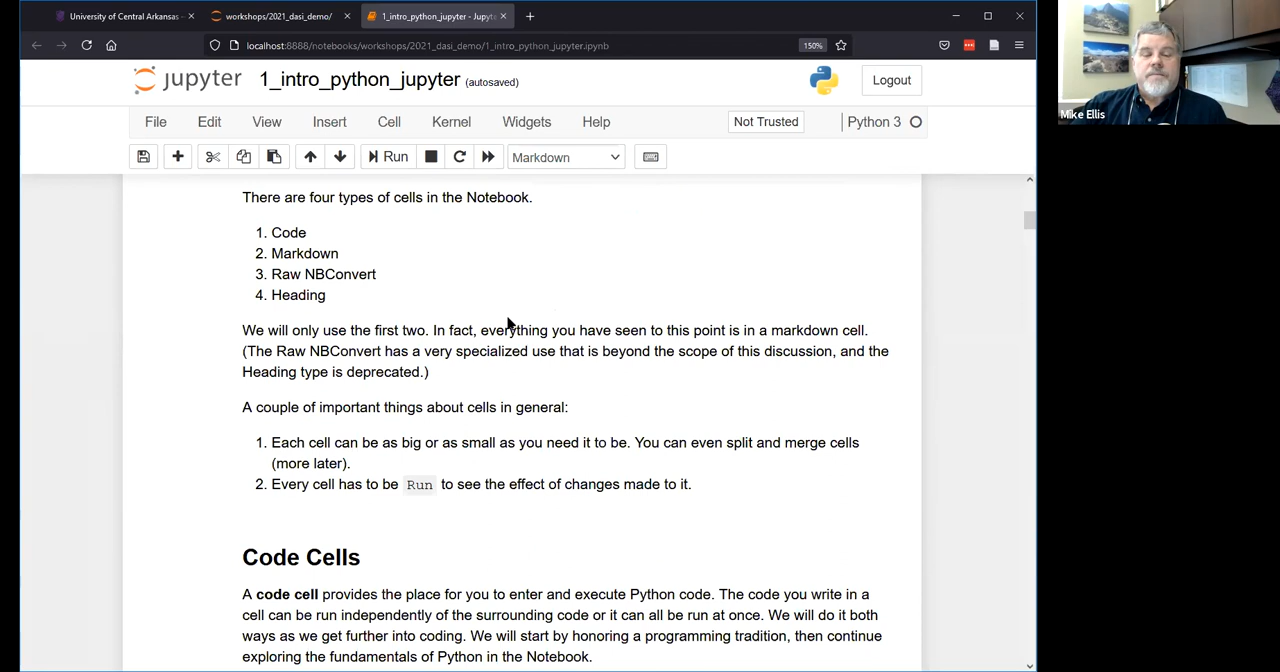 University of Central Arkansas -
workshops/2021_dasi_demo/
1_intro_python_jupyter - Jupyt
localhost:8888/notebooks/workshops/2021_dasi_demo/1_intro_python_jupyter.ipynb
150%
jupyter 1_intro_python_jupyter (autosaved)
Logout
File Edit View Insert Cell Kernel Widgets Help
Not Trusted
Python 3
Run
Markdown
There are four types of cells in the Notebook.
1. Code
2. Markdown
3. Raw NBConvert
4. Heading
We will only use the first two. In fact, everything you have seen to this point is in a markdown cell.
(The Raw NBConvert has a very specialized use that is beyond the scope of this discussion, and the
Heading type is deprecated.)
A couple of important things about cells in general:
1. Each cell can be as big or as small as you need it to be. You can even split and merge cells
(more later).
2. Every cell has to be Run to see the effect of changes made to it.
Code Cells
A code cell provides the place for you to enter and execute Python code. The code you write in a
cell can be run independently of the surrounding code or it can all be run at once. We will do it both
ways as we get further into coding. We will start by honoring a programming tradition, then continue
exploring the fundamentals of Python in the Notebook.
Mike Ellis